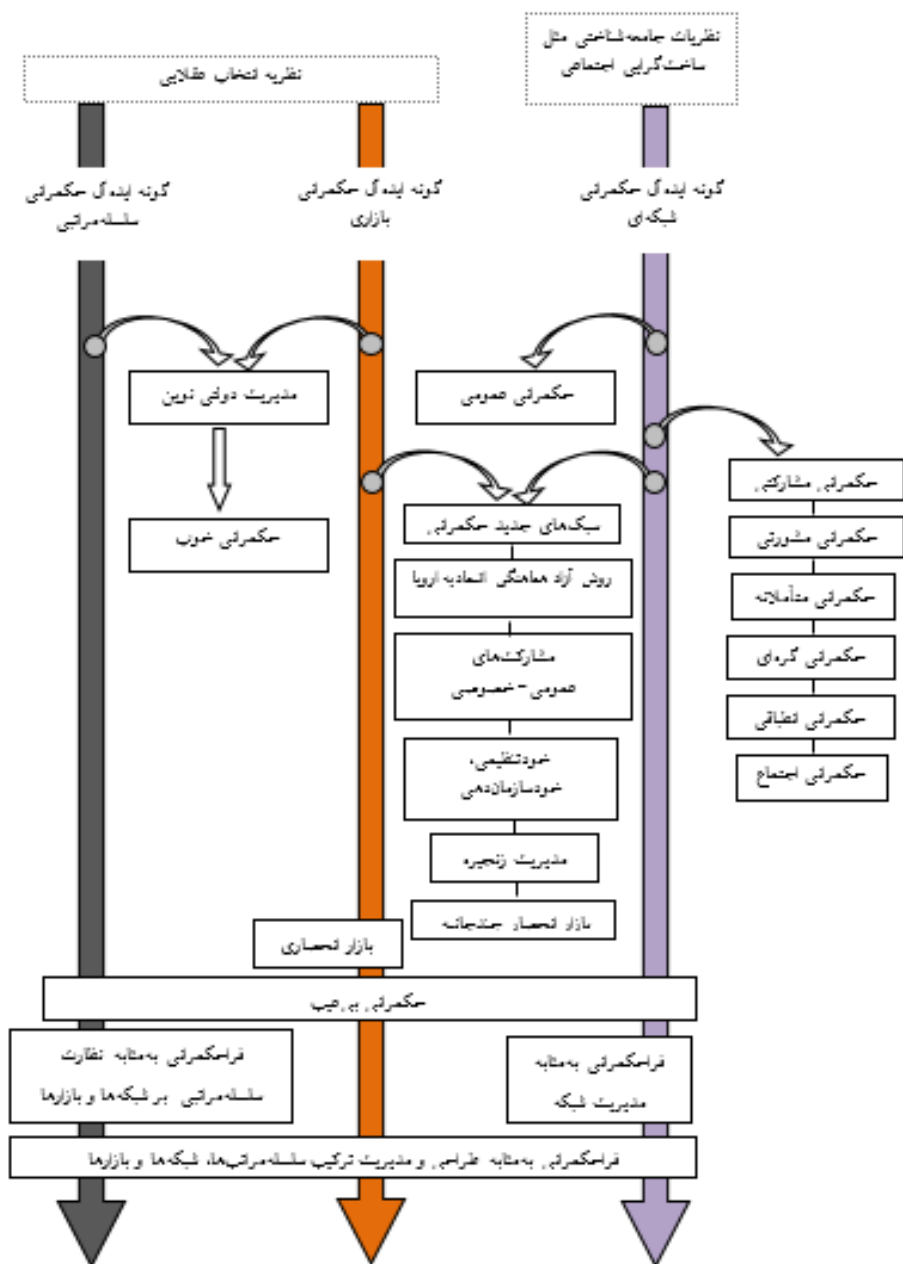 نظریات جامعه‌شناختی مثل
ساخت‌گرایی اجتماعی
نظریه انتخاب عقلایی
گونه ایده‌آل حکمرانی
شبکه‌ای
گونه ایده‌آل حکمرانی
بازاری
گونه ایده‌آل حکمرانی
سلسله‌مراتبی
حکمرانی عمومی
مدیریت دولتی نوین
حکمرانی خوب
حکمرانی مشارکتی
حکمرانی مشورتی
حکمرانی متأملانه
حکمرانی گره‌ای
حکمرانی انطباقی
حکمرانی اجتماع
سبک‌های جدید حکمرانی
روش آزاد هماهنگی اتحادیه اروپا
مشارکت‌های
عمومی-خصوصی
خودتنظیمی،
خودسازمان‌دهی
مدیریت زنجیره
بازار انحصار چندجانبه
بازار انحصاری
حکمرانی بی‌عیب
فراحکمرانی به‌مثابه
مدیریت شبکه
فراحکمرانی به‌مثابه نظارت
سلسله‌مراتبی بر شبکه‌ها و بازارها
فراحکمرانی به‌مثابه طراحی و مدیریت ترکیب سلسله‌مراتب‌ها، شبکه‌ها و بازارها